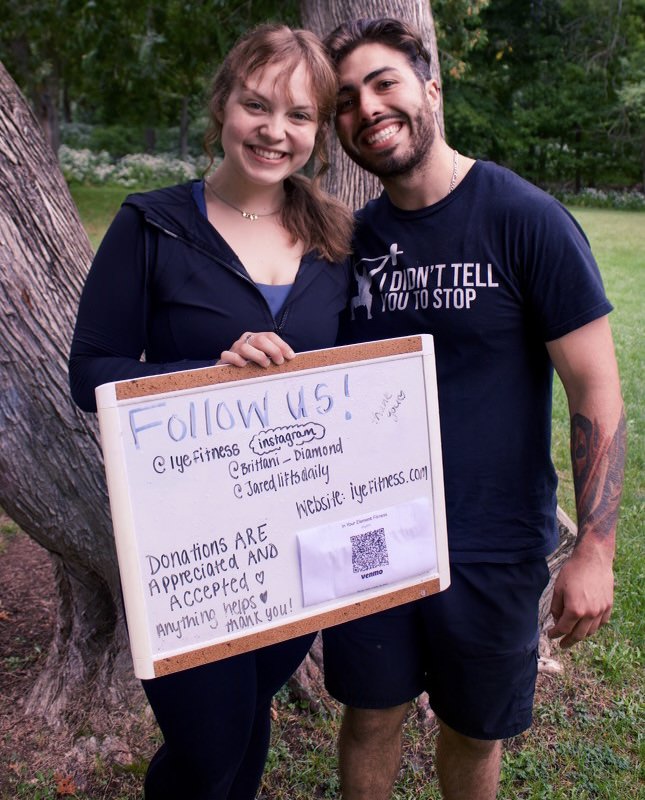 I DIDN'T TELL
YOU TO STOP
Follow us!
@iyefitness instagram
@Brittani_Diamond
@Jaredliftsdaily
Website: iyefitness.com
Donations ARE
Appreciated AND
Accepted ♡
Anything helps ♥
thank you!
In Your Element Fitness
venmo